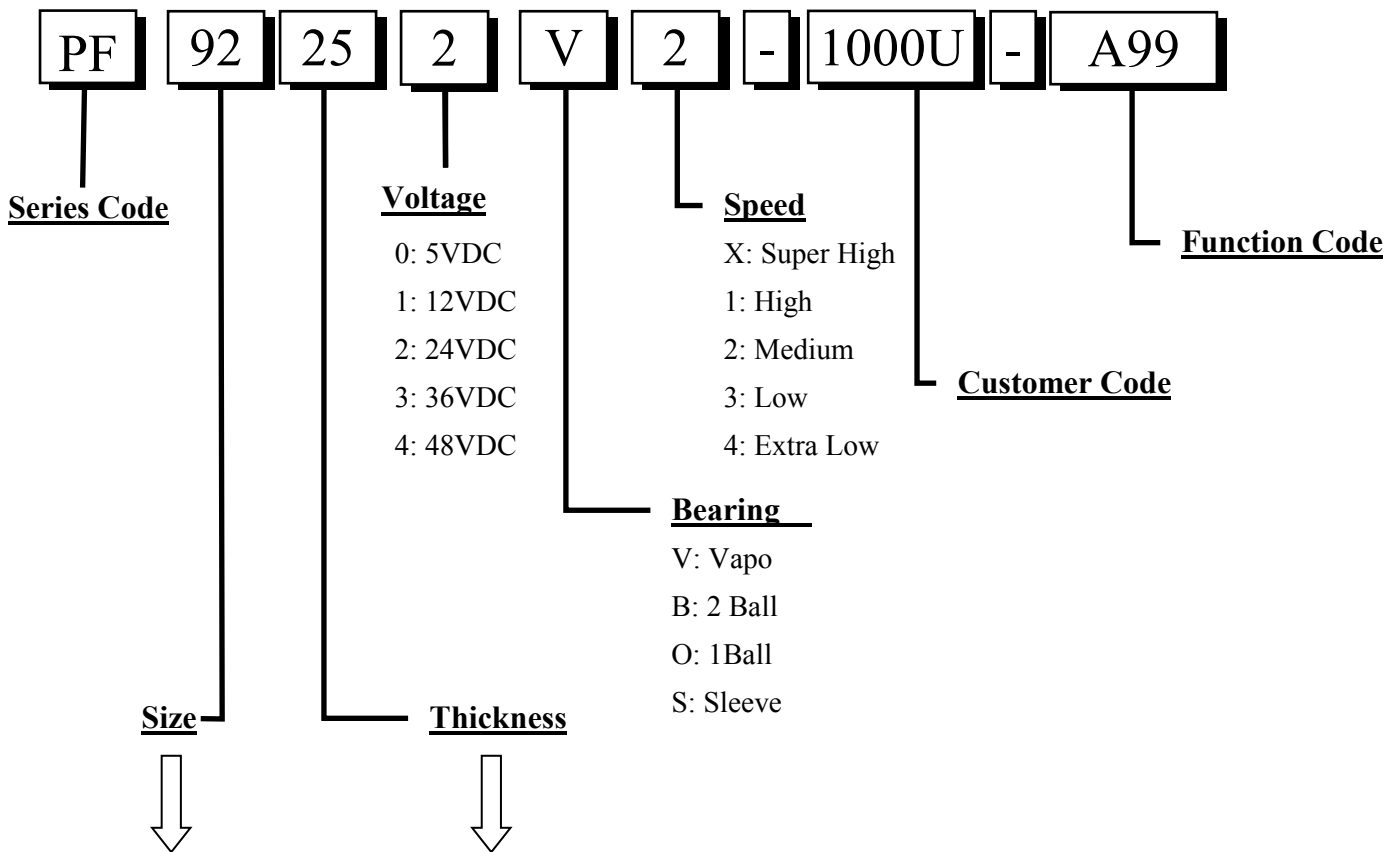 PF 92 25 2 V 2 - 1000U - A99
Series Code
Voltage
0: 5VDC
1: 12VDC
2: 24VDC
3: 36VDC
4: 48VDC
Speed
X: Super High
1: High
2: Medium
3: Low
4: Extra Low
Function Code
Customer Code
Bearing
V: Vapo
B: 2 Ball
O: 1Ball
S: Sleeve
Size
Thickness